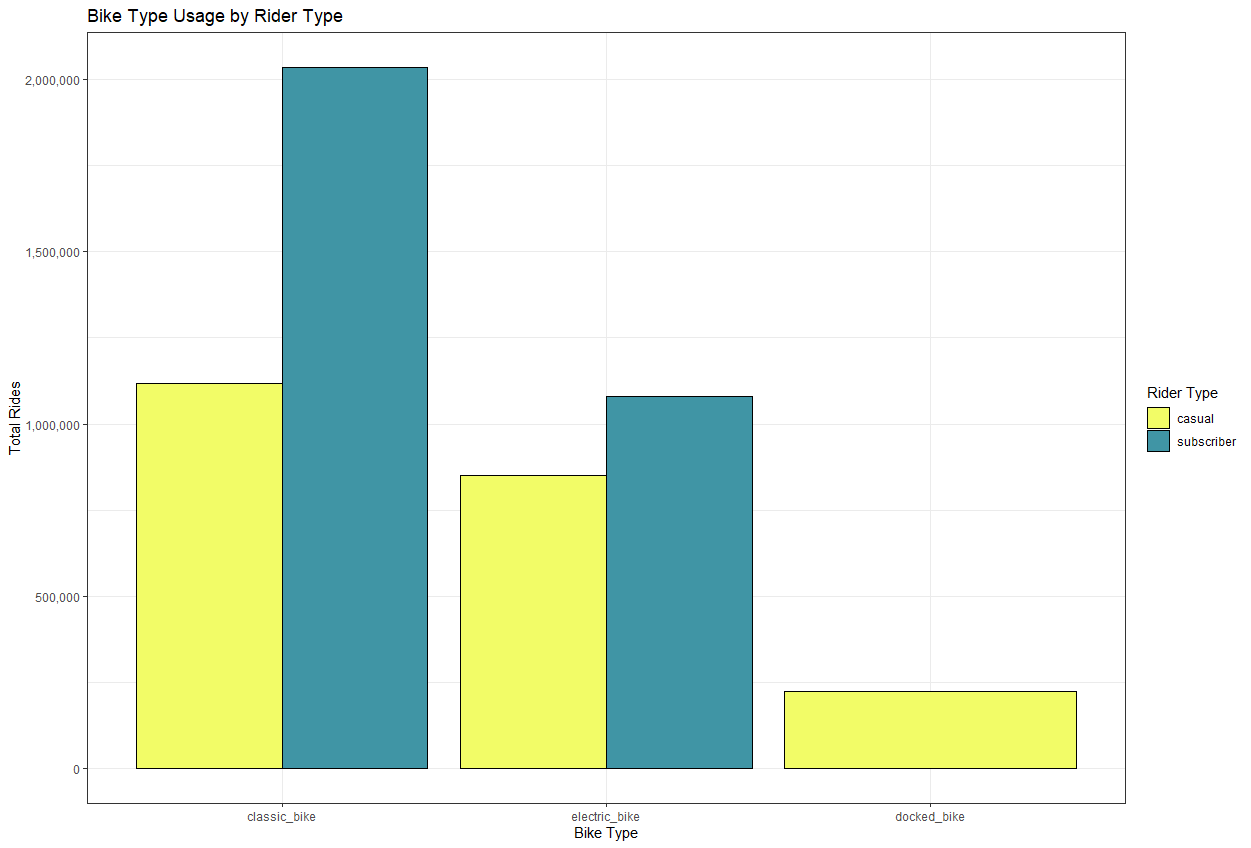 Bike Type Usage by Rider Type
2,000,000
1,500,000
1,000,000
500,000
0
Total Rides
classic_bike
electric_bike
docked_bike
Bike Type
Rider Type
casual
subscriber